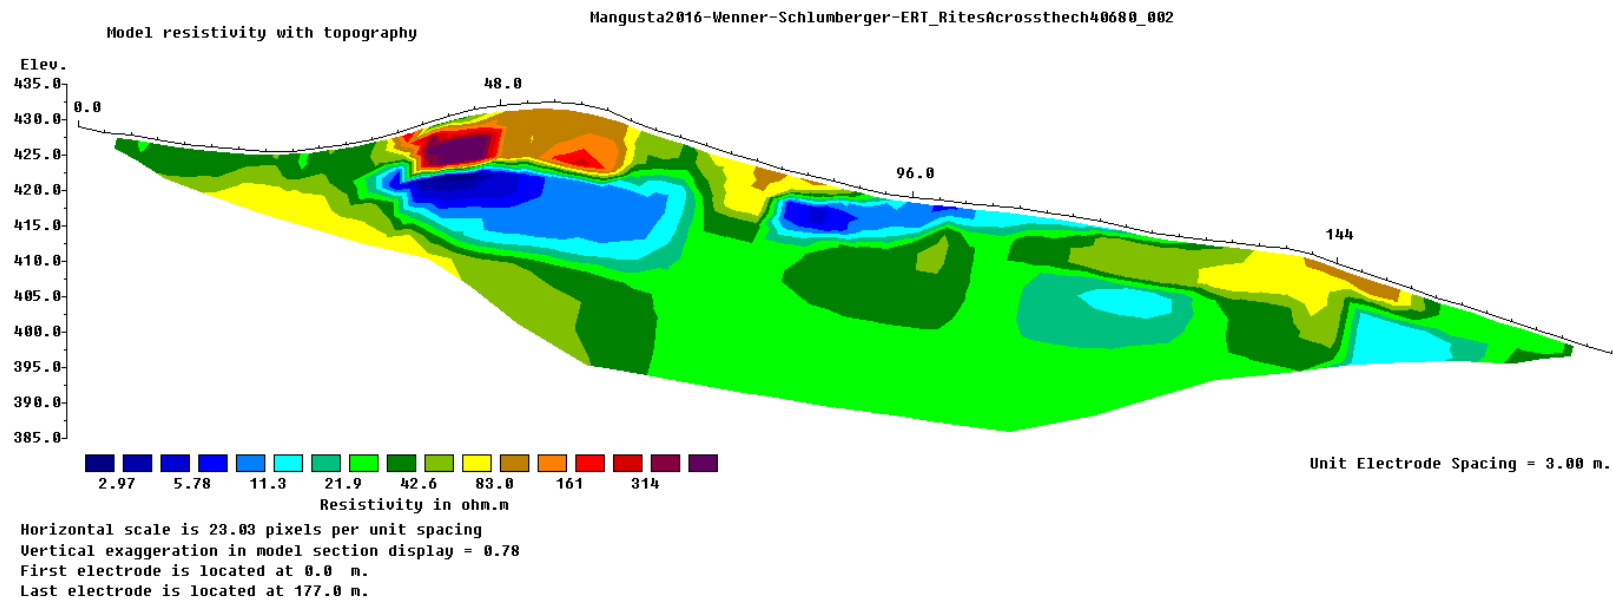 Mangusta2016-Wenner-Schlumberger-ERT_RitesAcrossthech40680_002
Model resistivity with topography
Elev.
435.0
48.0
0.0
430.0
425.0
96.0
420.0
415.0
144
410.0
405.0
400.0
395.0
390.0
385.0
Unit Electrode Spacing = 3.00 m.
2.97 5.78 11.3 21.9 42.6 83.0 161 314
Resistivity in ohm.m
Horizontal scale is 23.03 pixels per unit spacing
Vertical exaggeration in model section display = 0.78
First electrode is located at 0.0 m.
Last electrode is located at 177.0 m.